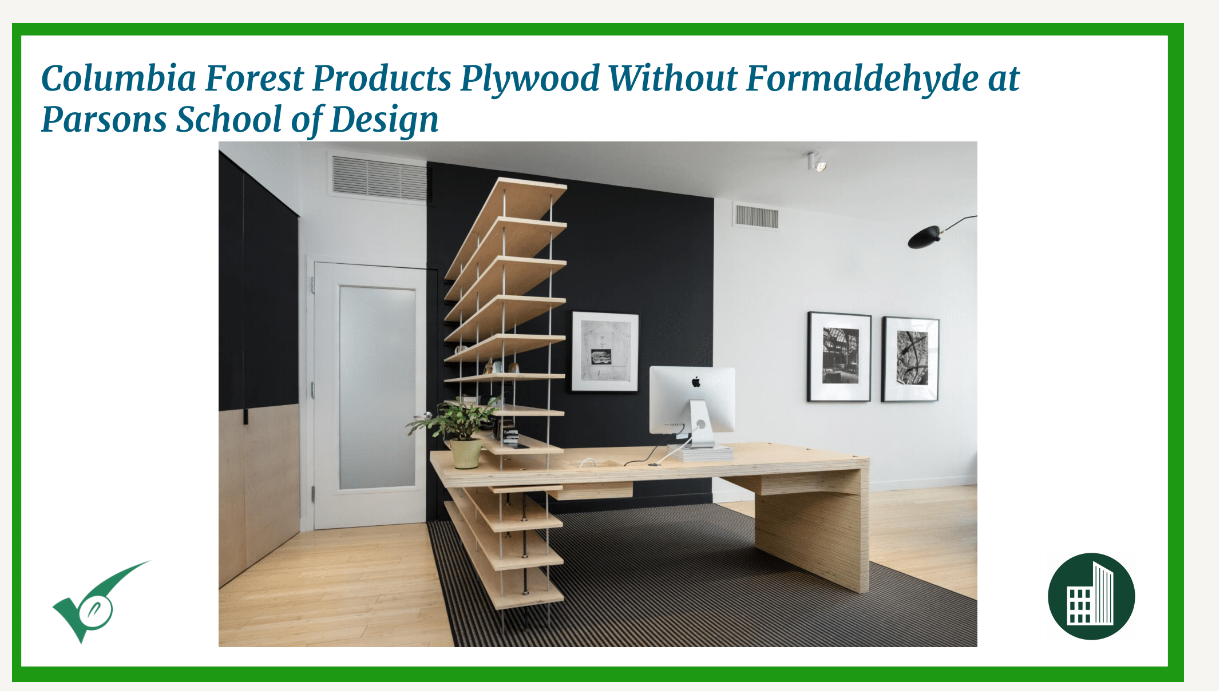 Columbia Forest Products Plywood Without Formaldehyde at
Parsons School of Design